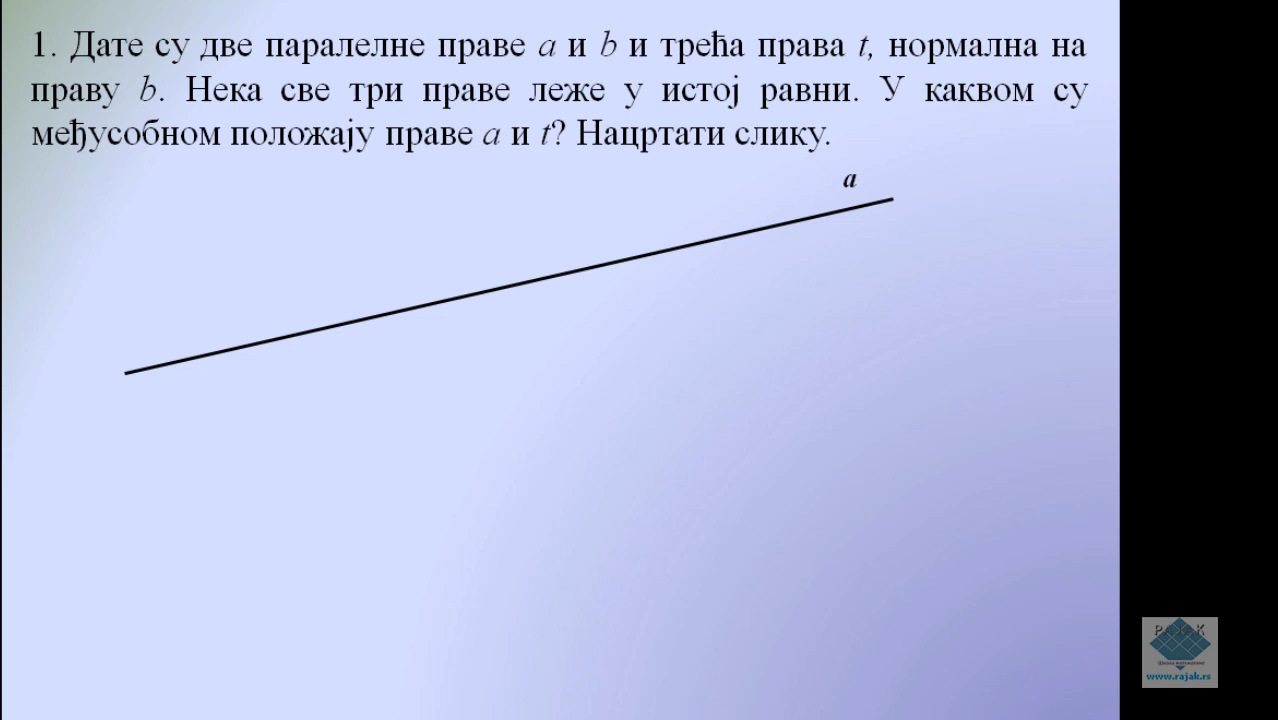 1. Дате су две паралелне праве a и b и трећа права t, нормална на
праву b. Нека све три праве леже у истој равни. У каквом су
међусобном положају праве a и t? Нацртати слику.
a
www.rajak.rs